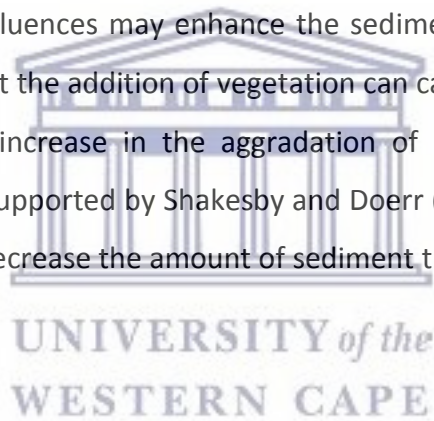 luences may enhance the sedime
t the addition of vegetation can ca
increase in the aggradation of
upported by Shakesby and Doerr (
ecrease the amount of sediment t
UNIVERSITY of the
WESTERN CAPE